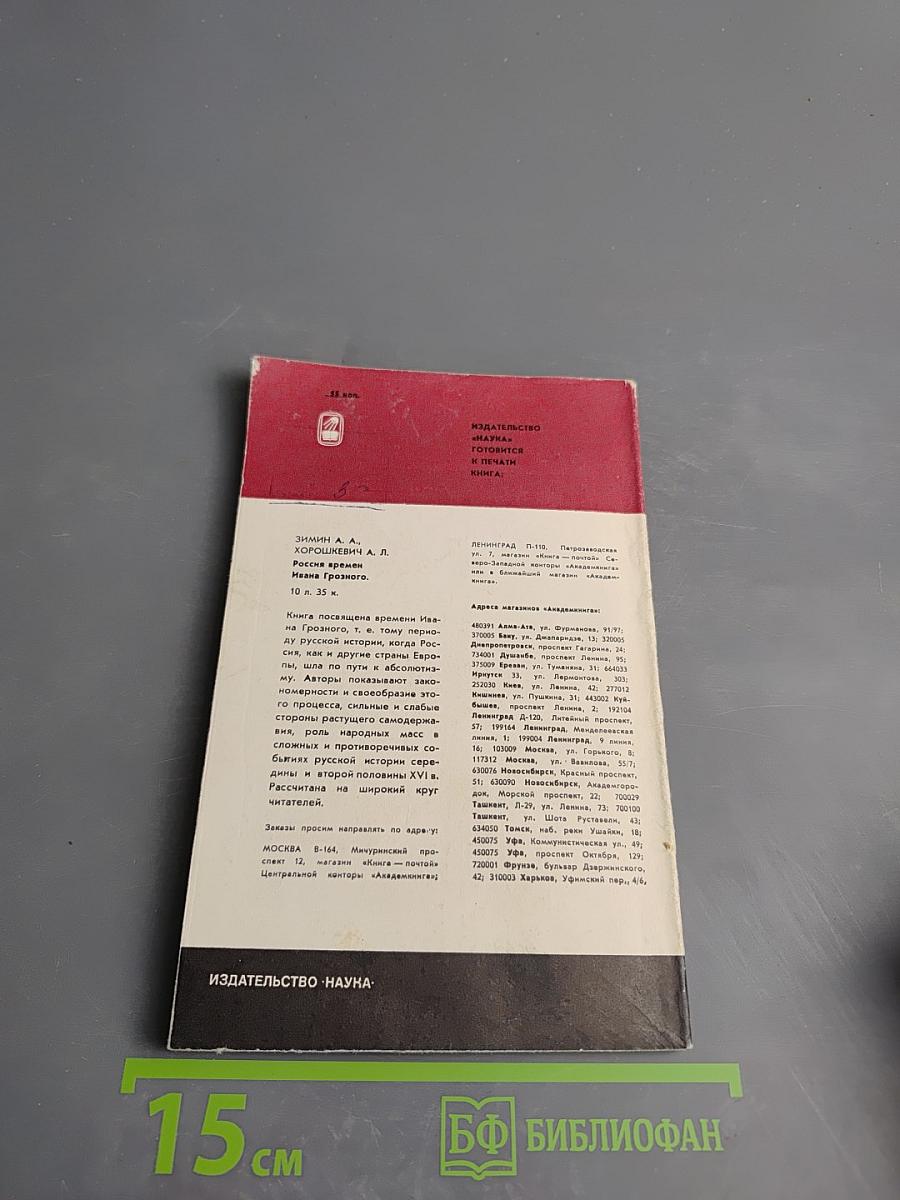 55 коп.
ИЗДАТЕЛЬСТВО
«НАУКА»
ГОТОВИТСЯ
К ПЕЧАТИ
КНИГА:
ЗИМИН А. А.,
ХОРОШКЕВИЧ А. Л.
Россия времен
Ивана Грозного.
10 л. 35 к.
Книга посвящена времени Ива-
на Грозного, т. е. тому перио-
ду русской истории, когда Рос-
сия, как и другие страны Евро-
пы, шла по пути к абсолютиз-
му. Авторы показывают зако-
номерности и своеобразие это-
го процесса, сильные и слабые
стороны растущего самодержа-
вия, роль народных масс в
сложных и противоречивых со-
бытиях русской истории сере-
дины и второй половины XVI в.
Рассчитана на широкий круг
читателей.
Заказы просим направлять по адресу:
МОСКВА В-164, Мичуринский про-
спект 12, магазин «Книга — почтой»
Центральной конторы «Академкнига»;
ЛЕНИНГРАД П-110, Петрозаводская
ул. 7, магазин «Книга — почтой» Се-
веро-Западной конторы «Академкнига»
или в ближайший магазин «Академ-
книга».
Адреса магазинов «Академкнига»:
480391 Алма-Ата, ул. Фурманова, 91/97;
370005 Баку, ул. Джапаридзе, 13; 320005
Днепропетровск, проспект Гагарина, 24;
734001 Душанбе, проспект Ленина, 95;
375009 Ереван, ул. Туманяна, 31; 664033
Иркутск 33, ул. Лермонтова, 303;
252030 Киев, ул. Ленина, 42; 277012
Кишинев, ул. Пушкина, 31; 443002 Куй-
бышев, проспект Ленина, 2; 192104
Ленинград Д-120, Литейный проспект,
57; 199164 Ленинград, Менделеевская
линия, 1; 199004 Ленинград, 9 линия,
16; 103009 Москва, ул. Горького, 8;
117312 Москва, ул. Вавилова, 55/7;
630076 Новосибирск, Красный проспект,
51; 630090 Новосибирск, Академгоро-
док, Морской проспект, 22; 700029
Ташкент, Л-29, ул. Ленина, 73; 700100
Ташкент, ул. Шота Руставели, 43;
634050 Томск, наб. реки Ушайки, 18;
450075 Уфа, Коммунистическая ул., 49;
450075 Уфа, проспект Октября, 129;
720001 Фрунзе, бульвар Дзержинского,
42; 310003 Харьков, Уфимский пер., 4/6,
ИЗДАТЕЛЬСТВО ·НАУКА·
15 см
БФ БИБЛИОФАН